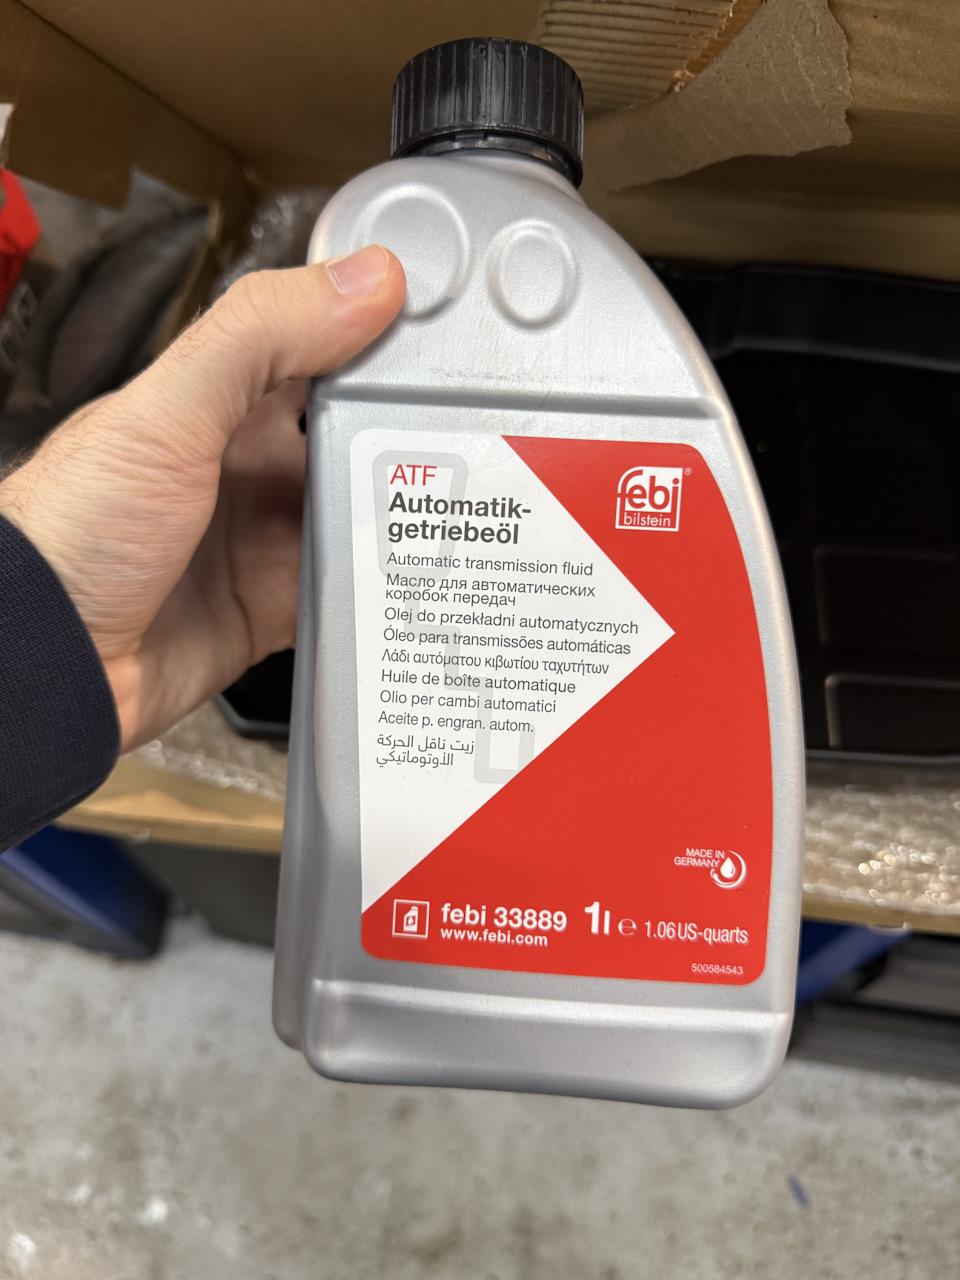 ATF
Automatik-
getriebeöl
Automatic transmission fluid
Масло для автоматических
коробок передач
Olej do przekładni automatycznych
Óleo para transmissões automáticas
Λάδι αυτόματου κιβωτίου ταχυτήτων
Huile de boîte automatique
Olio per cambi automatici
Aceite p. engran. autom.
زيت ناقل الحركة
الأوتوماتيكي
febi®
bilstein
MADE IN
GERMANY
febi 33889
www.febi.com
1l e 1.06 US-quarts
500584543